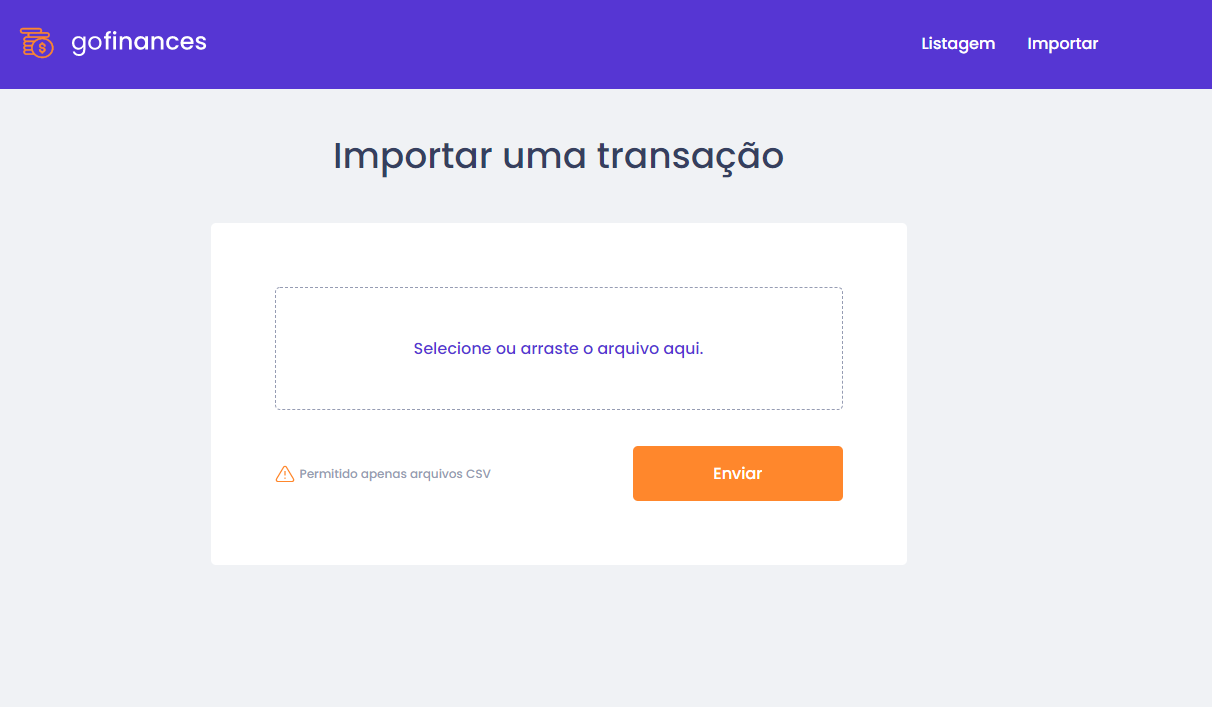 gofinances
Listagem Importar
Importar uma transação
Selecione ou arraste o arquivo aqui.
Permitido apenas arquivos CSV
Enviar